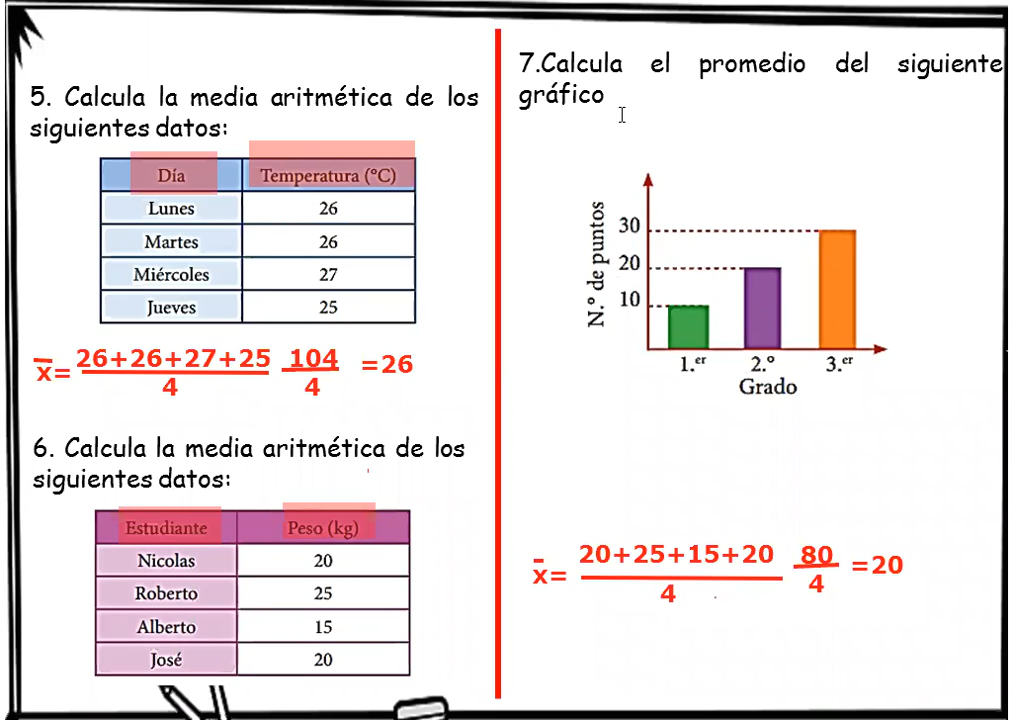 5. Calcula la media aritmética de los
siguientes datos:
Día Temperatura (°C)
Lunes 26
Martes 26
Miércoles 27
Jueves 25
x̄= 26+26+27+25 104 =26
4 4
6. Calcula la media aritmética de los
siguientes datos:
Estudiante Peso (kg)
Nicolas 20
Roberto 25
Alberto 15
José 20
7.Calcula el promedio del siguiente
gráfico
N.° de puntos
30
20
10
1.er 2.° 3.er
Grado
x̄= 20+25+15+20 80 =20
4 4